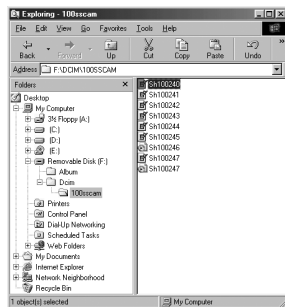 Exploring - 100sscam
File Edit View Go Favorites Tools Help
Back Forward Up Cut Copy Paste Undo »
Address F:\DCIM\100SSCAM
Folders ×
Desktop
My Computer
3½ Floppy (A:)
(C:)
(D:)
(E:)
Removable Disk (F:)
Album
Dcim
100sscam
Printers
Control Panel
Dial-Up Networking
Scheduled Tasks
Web Folders
My Documents
Internet Explorer
Network Neighborhood
Recycle Bin
Sh100240
Sh100241
Sh100242
Sh100243
Sh100244
Sh100245
Sh100246
Sh100247
Sh100247
1 object(s) selected My Computer